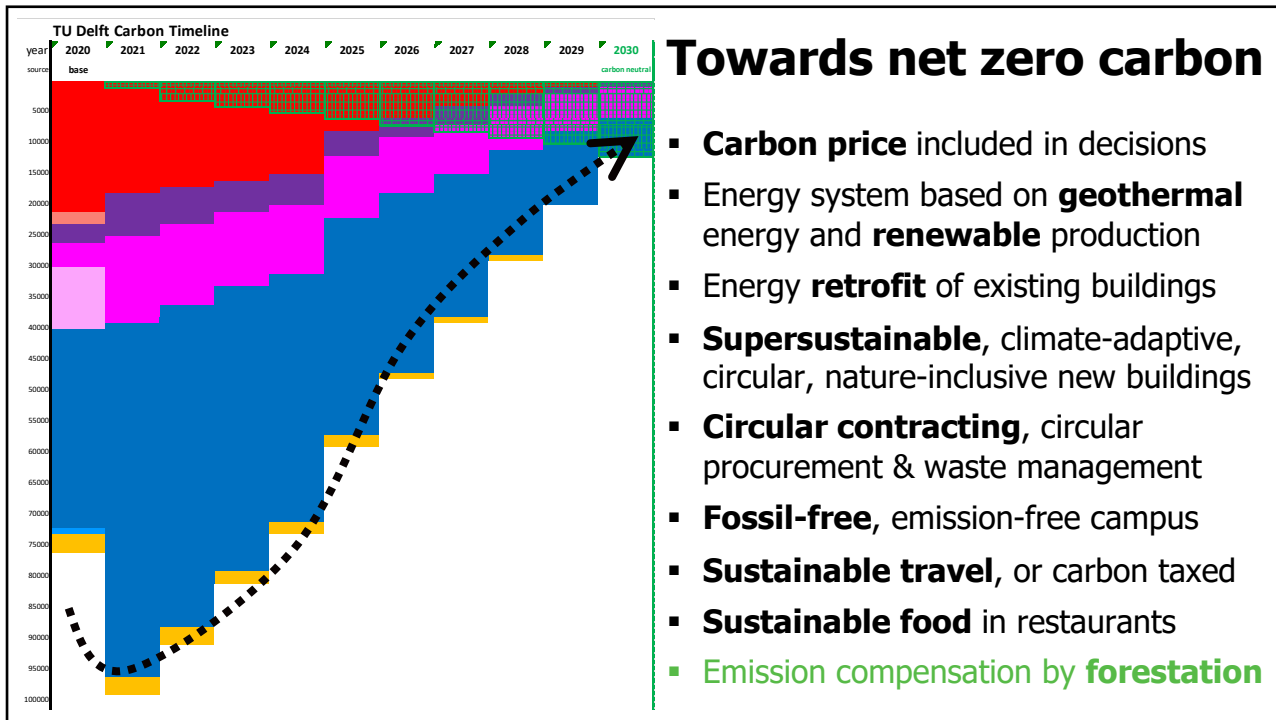 TU Delft Carbon Timeline
year 2020 2021 2022 2023 2024 2025 2026 2027 2028 2029 2030
source base carbon neutral
5000
10000
15000
20000
25000
30000
35000
40000
45000
50000
55000
60000
65000
70000
75000
80000
85000
90000
95000
100000
Towards net zero carbon
▪ Carbon price included in decisions
▪ Energy system based on geothermal
energy and renewable production
▪ Energy retrofit of existing buildings
▪ Supersustainable, climate-adaptive,
circular, nature-inclusive new buildings
▪ Circular contracting, circular
procurement & waste management
▪ Fossil-free, emission-free campus
▪ Sustainable travel, or carbon taxed
▪ Sustainable food in restaurants
▪ Emission compensation by forestation